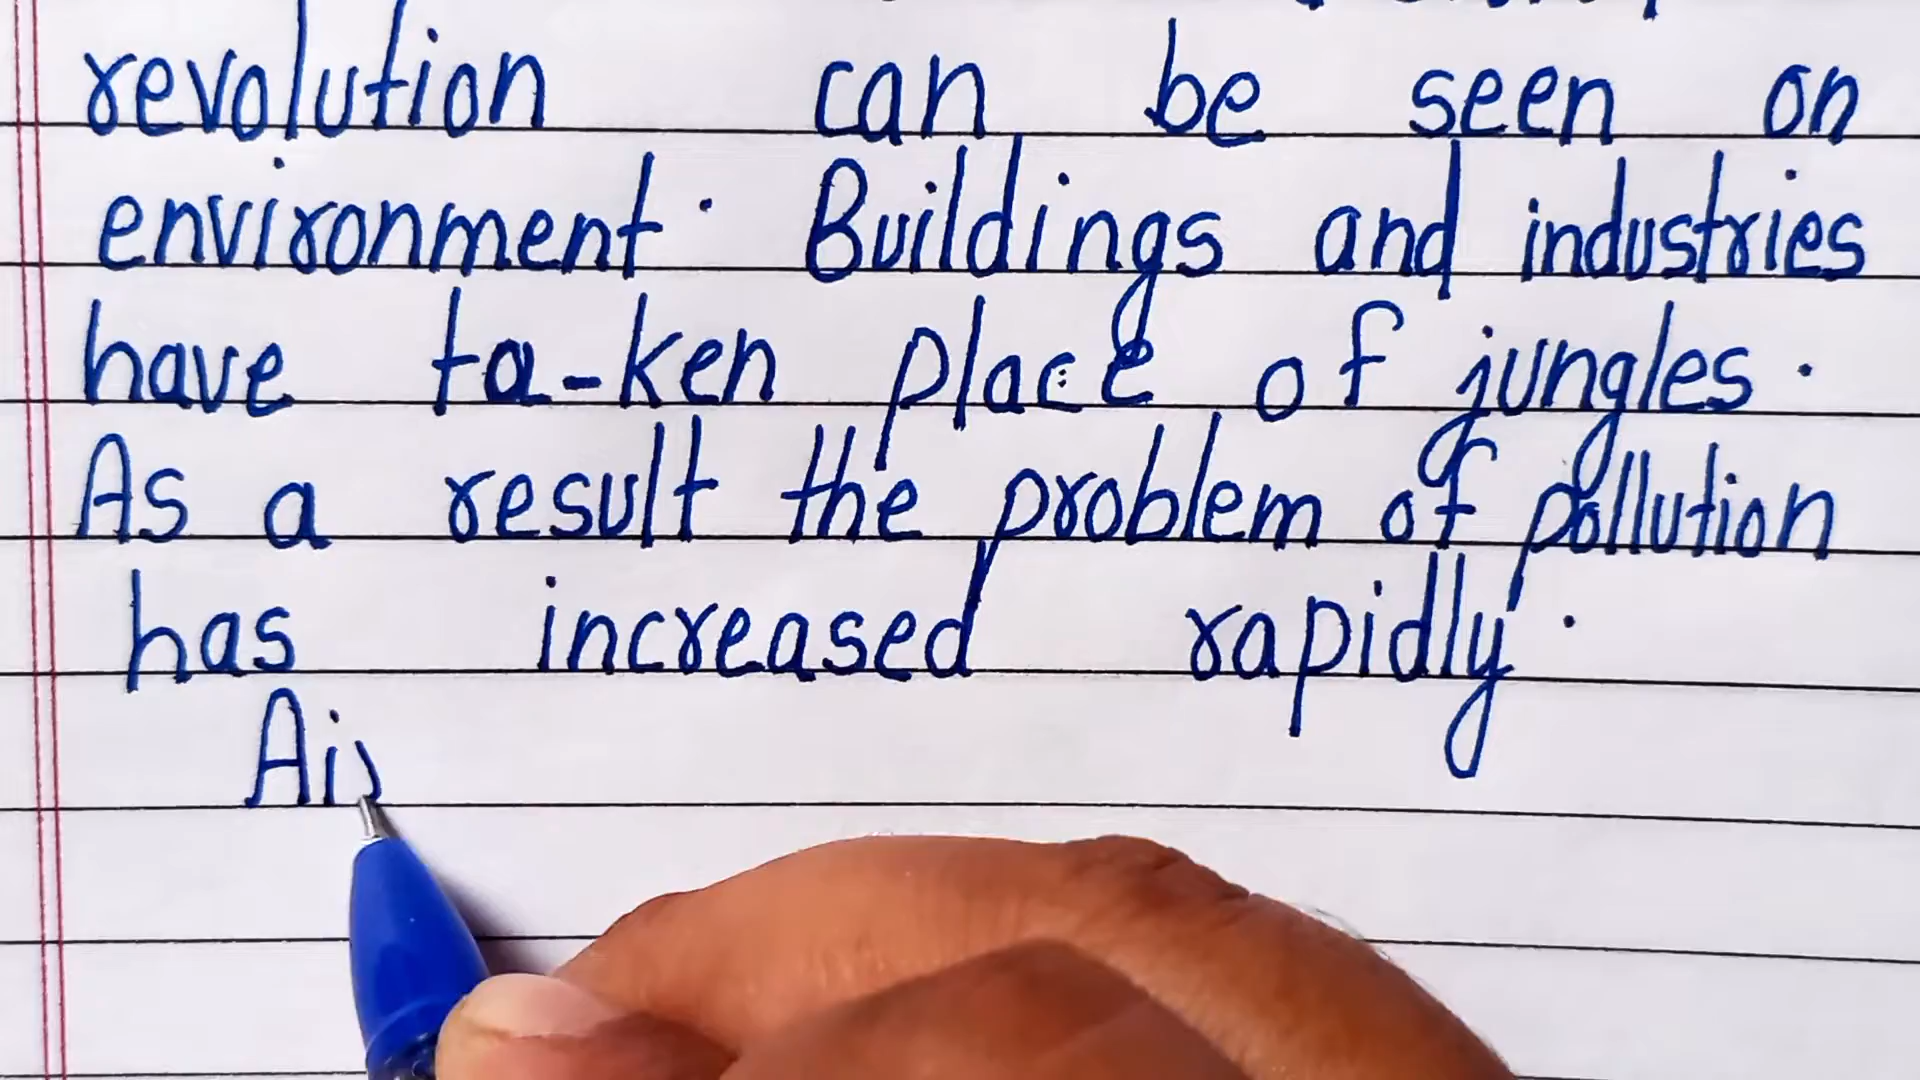 revolution can be seen on
environment. Buildings and industries
have ta-ken place of jungles.
As a result the problem of pollution
has increased rapidly.
Ai